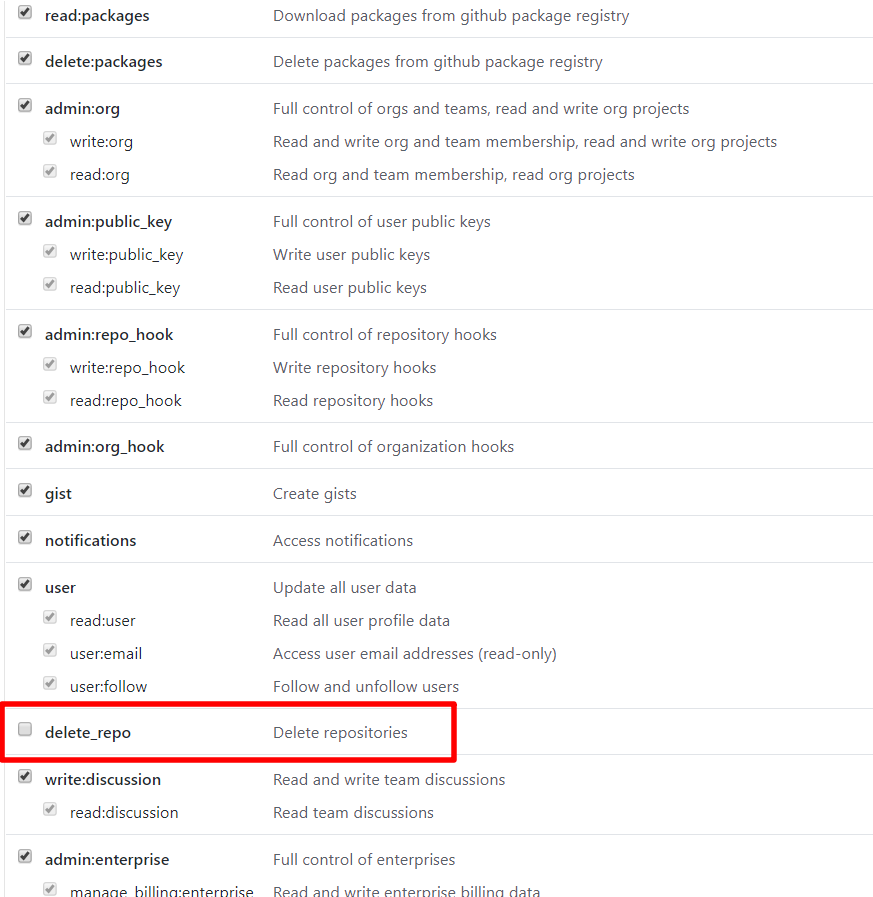 read:packages Download packages from github package registry
delete:packages Delete packages from github package registry
admin:org Full control of orgs and teams, read and write org projects
write:org Read and write org and team membership, read and write org projects
read:org Read org and team membership, read org projects
admin:public_key Full control of user public keys
write:public_key Write user public keys
read:public_key Read user public keys
admin:repo_hook Full control of repository hooks
write:repo_hook Write repository hooks
read:repo_hook Read repository hooks
admin:org_hook Full control of organization hooks
gist Create gists
notifications Access notifications
user Update all user data
read:user Read all user profile data
user:email Access user email addresses (read-only)
user:follow Follow and unfollow users
delete_repo Delete repositories
write:discussion Read and write team discussions
read:discussion Read team discussions
admin:enterprise Full control of enterprises
manage_billing:enterprise Read and write enterprise billing data